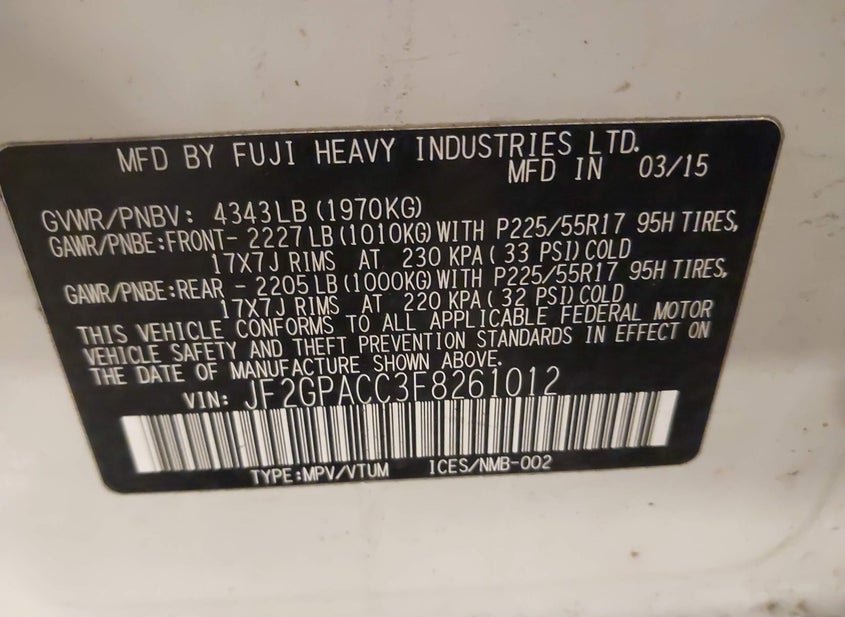 MFD BY FUJI HEAVY INDUSTRIES LTD.
MFD IN 03/15
GVWR/PNBV: 4343LB (1970KG)
GAWR/PNBE:FRONT- 2227LB (1010KG) WITH P225/55R17 95H TIRES,
17X7J RIMS AT 230 KPA( 33 PSI) COLD
GAWR/PNBE:REAR - 2205LB (1000KG) WITH P225/55R17 95H TIRES,
17X7J RIMS AT 220 KPA( 32 PSI) COLD
THIS VEHICLE CONFORMS TO ALL APPLICABLE FEDERAL MOTOR
VEHICLE SAFETY AND THEFT PREVENTION STANDARDS IN EFFECT ON
THE DATE OF MANUFACTURE SHOWN ABOVE.
VIN: JF2GPACC3F8261012
TYPE:MPV/VTUM ICES/NMB-002